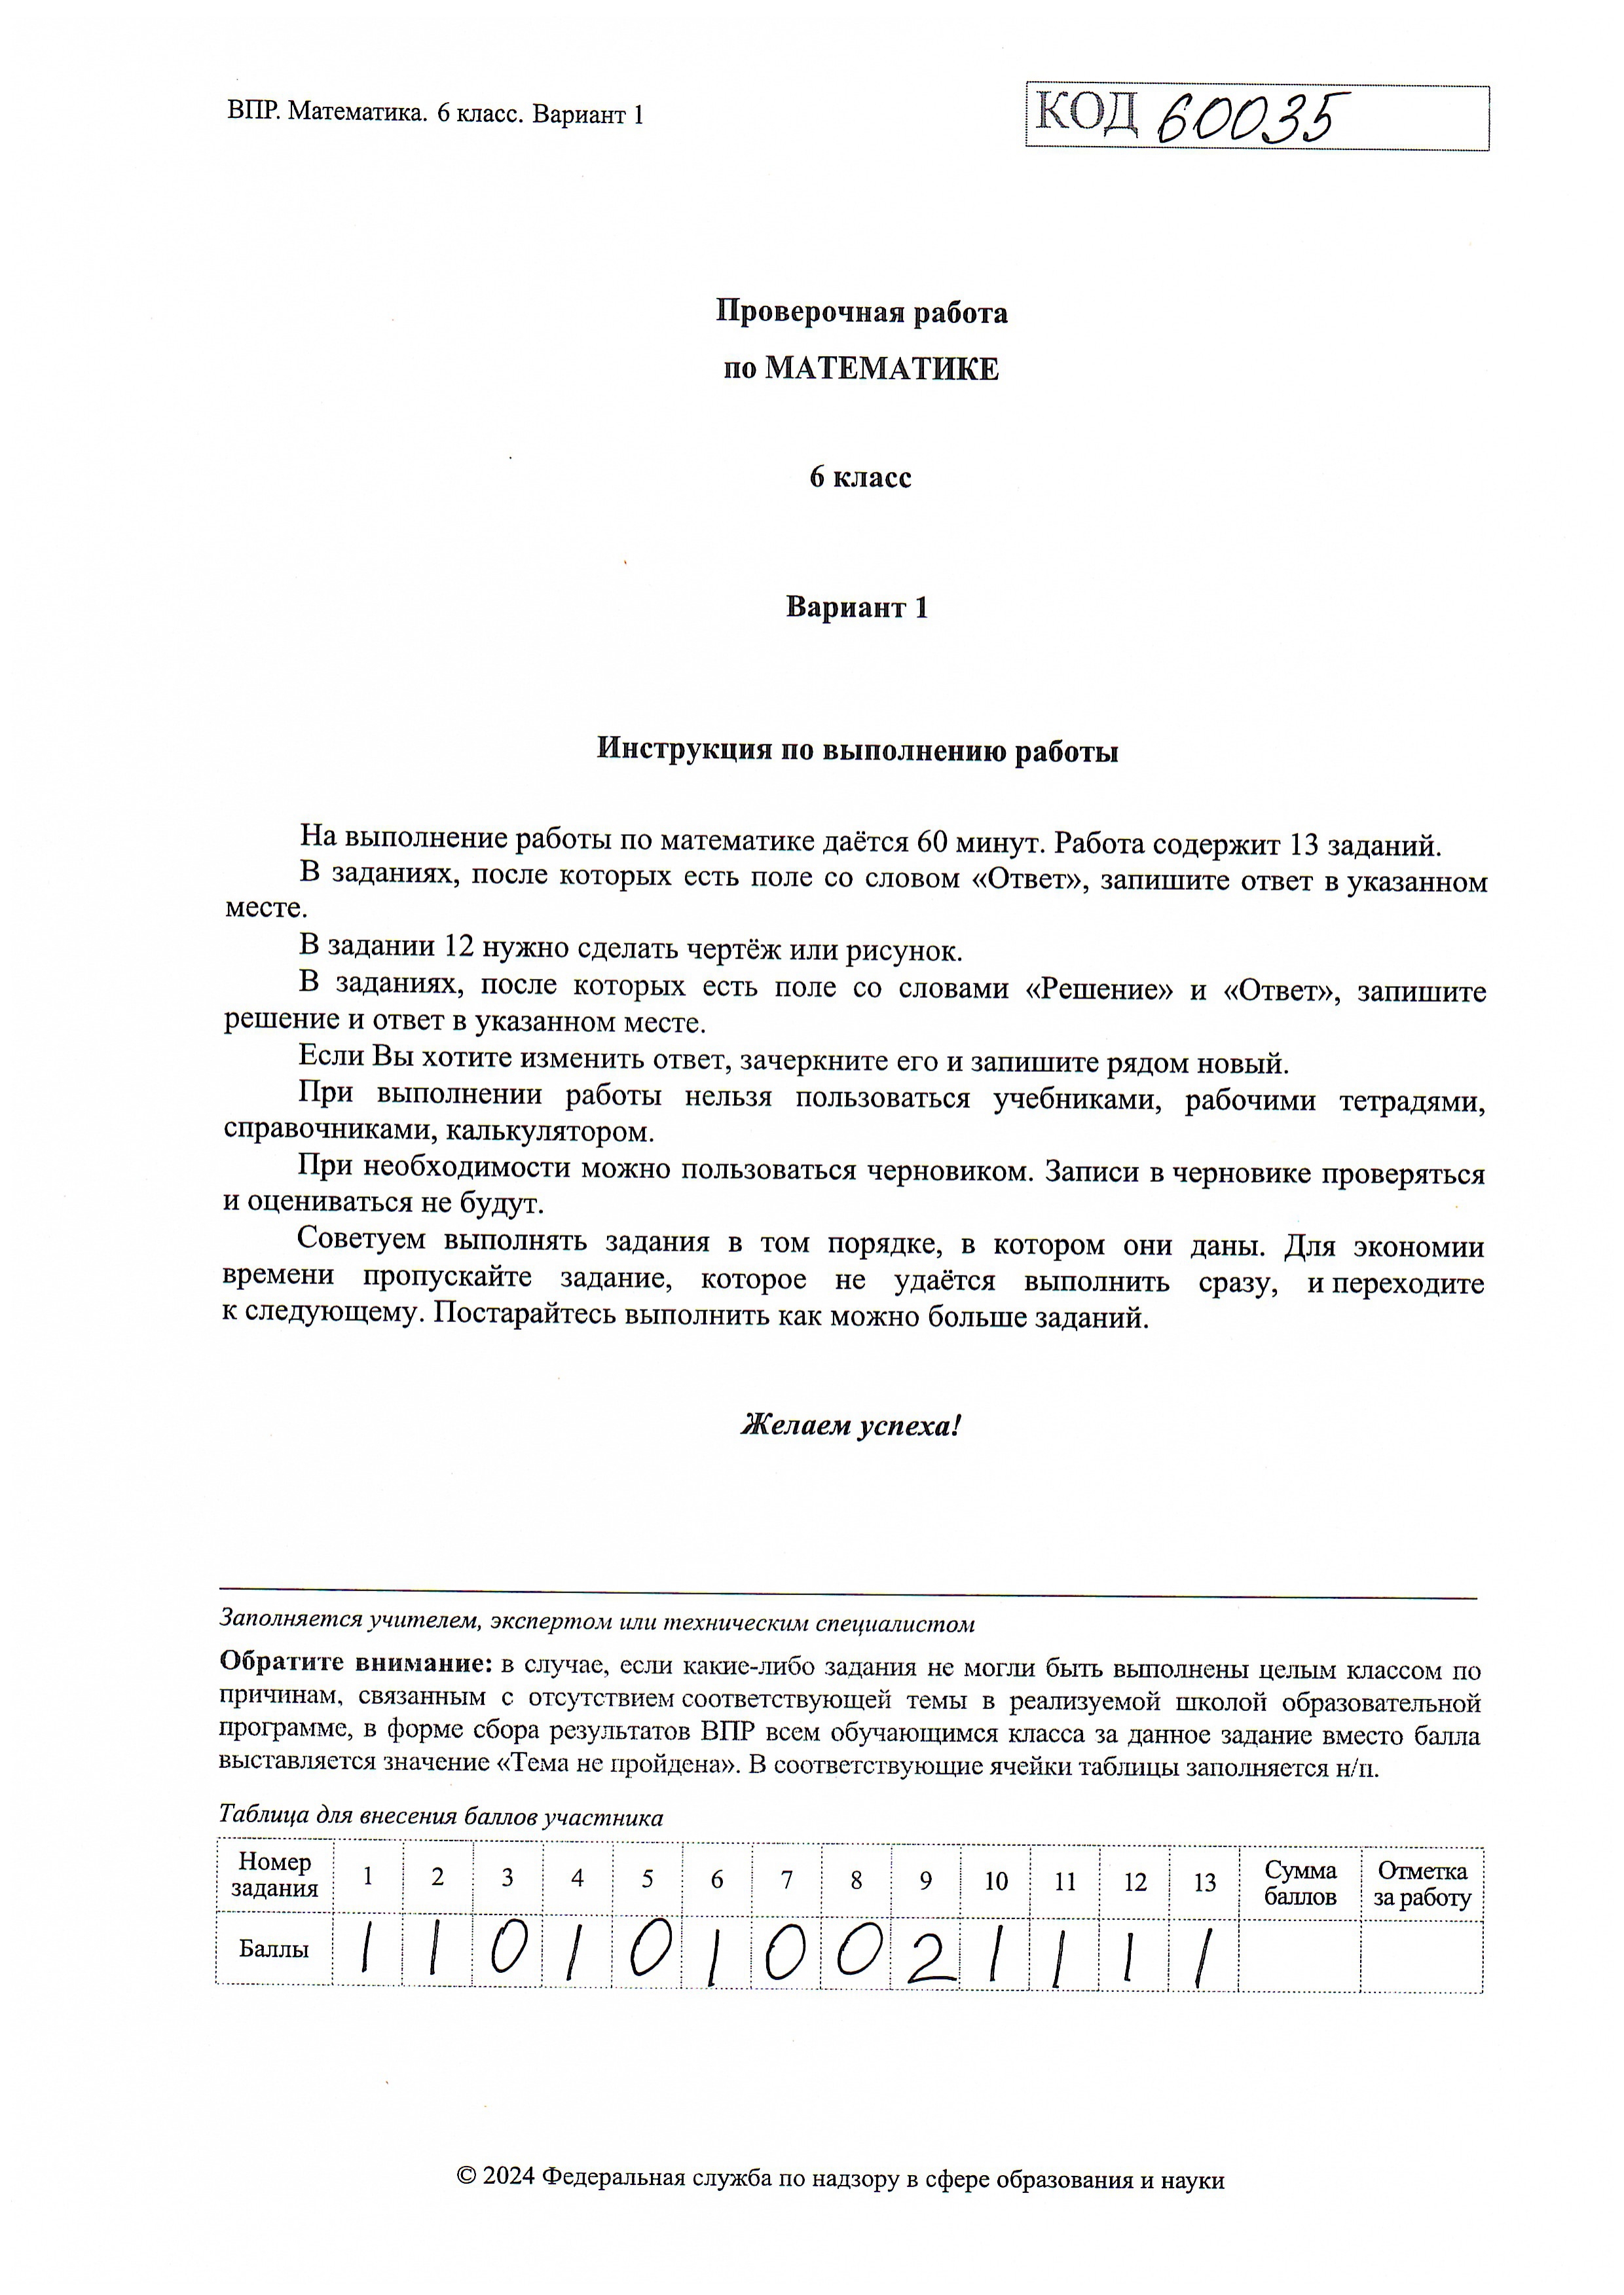 ВПР. Математика. 6 класс. Вариант 1
КОД 60035
Проверочная работа
по МАТЕМАТИКЕ
6 класс
Вариант 1
Инструкция по выполнению работы
На выполнение работы по математике даётся 60 минут. Работа содержит 13 заданий.
В заданиях, после которых есть поле со словом «Ответ», запишите ответ в указанном
месте.
В задании 12 нужно сделать чертёж или рисунок.
В заданиях, после которых есть поле со словами «Решение» и «Ответ», запишите
решение и ответ в указанном месте.
Если Вы хотите изменить ответ, зачеркните его и запишите рядом новый.
При выполнении работы нельзя пользоваться учебниками, рабочими тетрадями,
справочниками, калькулятором.
При необходимости можно пользоваться черновиком. Записи в черновике проверяться
и оцениваться не будут.
Советуем выполнять задания в том порядке, в котором они даны. Для экономии
времени пропускайте задание, которое не удаётся выполнить сразу, и переходите
к следующему. Постарайтесь выполнить как можно больше заданий.
Желаем успеха!
Заполняется учителем, экспертом или техническим специалистом
Обратите внимание: в случае, если какие-либо задания не могли быть выполнены целым классом по
причинам, связанным с отсутствием соответствующей темы в реализуемой школой образовательной
программе, в форме сбора результатов ВПР всем обучающимся класса за данное задание вместо балла
выставляется значение «Тема не пройдена». В соответствующие ячейки таблицы заполняется н/п.
Таблица для внесения баллов участника
Номер задания 1 2 3 4 5 6 7 8 9 10 11 12 13 Сумма баллов Отметка за работу
Баллы 1 1 0 1 0 1 0 0 2 1 1 1 1
© 2024 Федеральная служба по надзору в сфере образования и науки